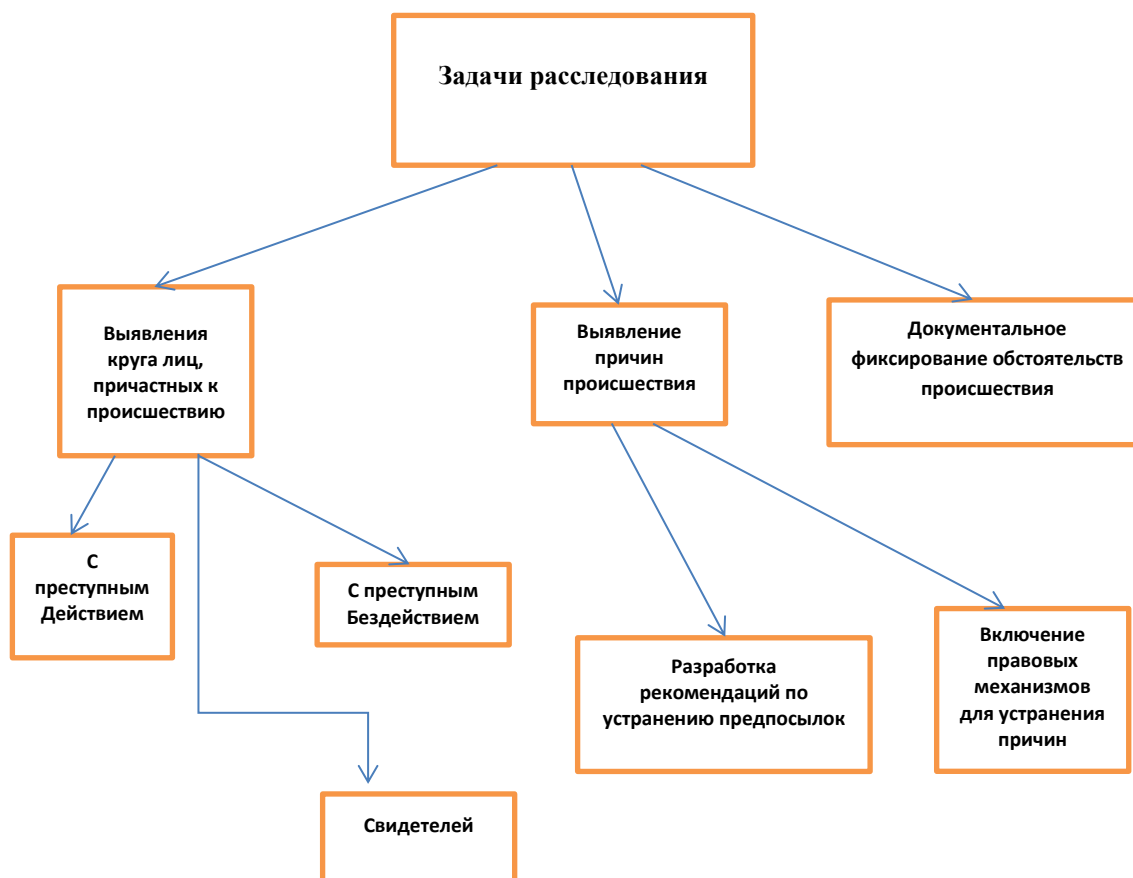 Задачи расследования
Выявления
круга лиц,
причастных к
происшествию
Выявление
причин
происшествия
Документальное
фиксирование обстоятельств
происшествия
С
преступным
Действием
С преступным
Бездействием
Разработка
рекомендаций по
устранению предпосылок
Включение
правовых
механизмов
для устранения
причин
Свидетелей